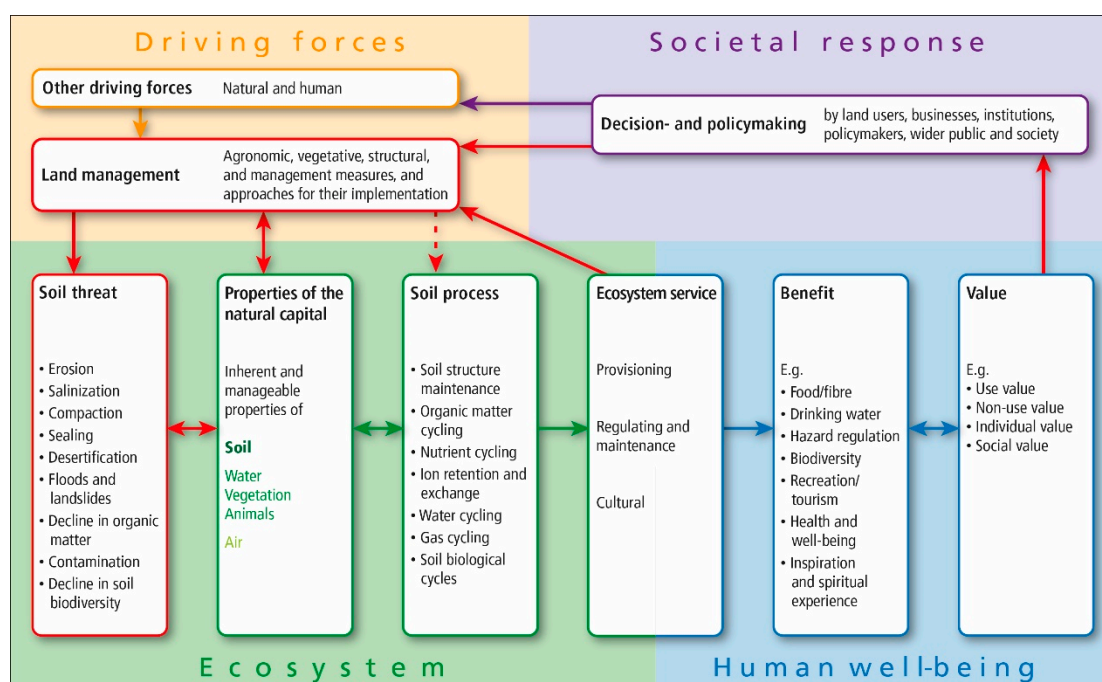 Driving forces
Societal response
Other driving forces
Natural and human
Decision- and policymaking
by land users, businesses, institutions,
policymakers, wider public and society
Land management
Agronomic, vegetative, structural,
and management measures, and
approaches for their implementation
Soil threat
• Erosion
• Salinization
• Compaction
• Sealing
• Desertification
• Floods and
landslides
• Decline in organic
matter
• Contamination
• Decline in soil
biodiversity
Properties of the
natural capital
Inherent and
manageable
properties of
Soil
Water
Vegetation
Animals
Air
Soil process
• Soil structure
maintenance
• Organic matter
cycling
• Nutrient cycling
• Ion retention and
exchange
• Water cycling
• Gas cycling
• Soil biological
cycles
Ecosystem service
Provisioning
Regulating and
maintenance
Cultural
Benefit
E.g.
• Food/fibre
• Drinking water
• Hazard regulation
• Biodiversity
• Recreation/
tourism
• Health and
well-being
• Inspiration
and spiritual
experience
Value
E.g.
• Use value
• Non-use value
• Individual value
• Social value
Ecosystem
Human well-being